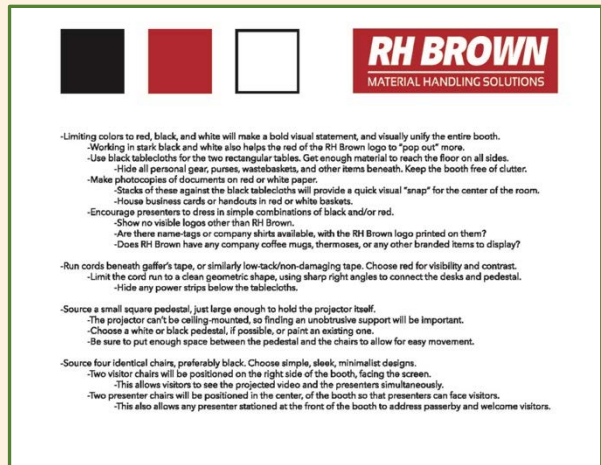 RH BROWN
MATERIAL HANDLING SOLUTIONS
-Limiting colors to red, black, and white will make a bold visual statement, and visually unify the entire booth.
-Working in stark black and white also helps the red of the RH Brown logo to "pop out" more.
-Use black tablecloths for the two rectangular tables. Get enough material to reach the floor on all sides.
-Hide all personal gear, purses, wastebaskets, and other items beneath. Keep the booth free of clutter.
-Make photocopies of documents on red or white paper.
-Stacks of these against the black tablecloths will provide a quick visual "snap" for the center of the room.
-House business cards or handouts in red or white baskets.
-Encourage presenters to dress in simple combinations of black and/or red.
-Show no visible logos other than RH Brown.
-Are there name-tags or company shirts available, with the RH Brown logo printed on them?
-Does RH Brown have any company coffee mugs, thermoses, or any other branded items to display?
-Run cords beneath gaffer's tape, or similarly low-tack/non-damaging tape. Choose red for visibility and contrast.
-Limit the cord run to a clean geometric shape, using sharp right angles to connect the desks and pedestal.
-Hide any power strips below the tablecloths.
-Source a small square pedestal, just large enough to hold the projector itself.
-The projector can't be ceiling-mounted, so finding an unobtrusive support will be important.
-Choose a white or black pedestal, if possible, or paint an existing one.
-Be sure to put enough space between the pedestal and the chairs to allow for easy movement.
-Source four identical chairs, preferably black. Choose simple, sleek, minimalist designs.
-Two visitor chairs will be positioned on the right side of the booth, facing the screen.
-This allows visitors to see the projected video and the presenters simultaneously.
-Two presenter chairs will be positioned in the center, of the booth so that presenters can face visitors.
-This also allows any presenter stationed at the front of the booth to address passerby and welcome visitors.